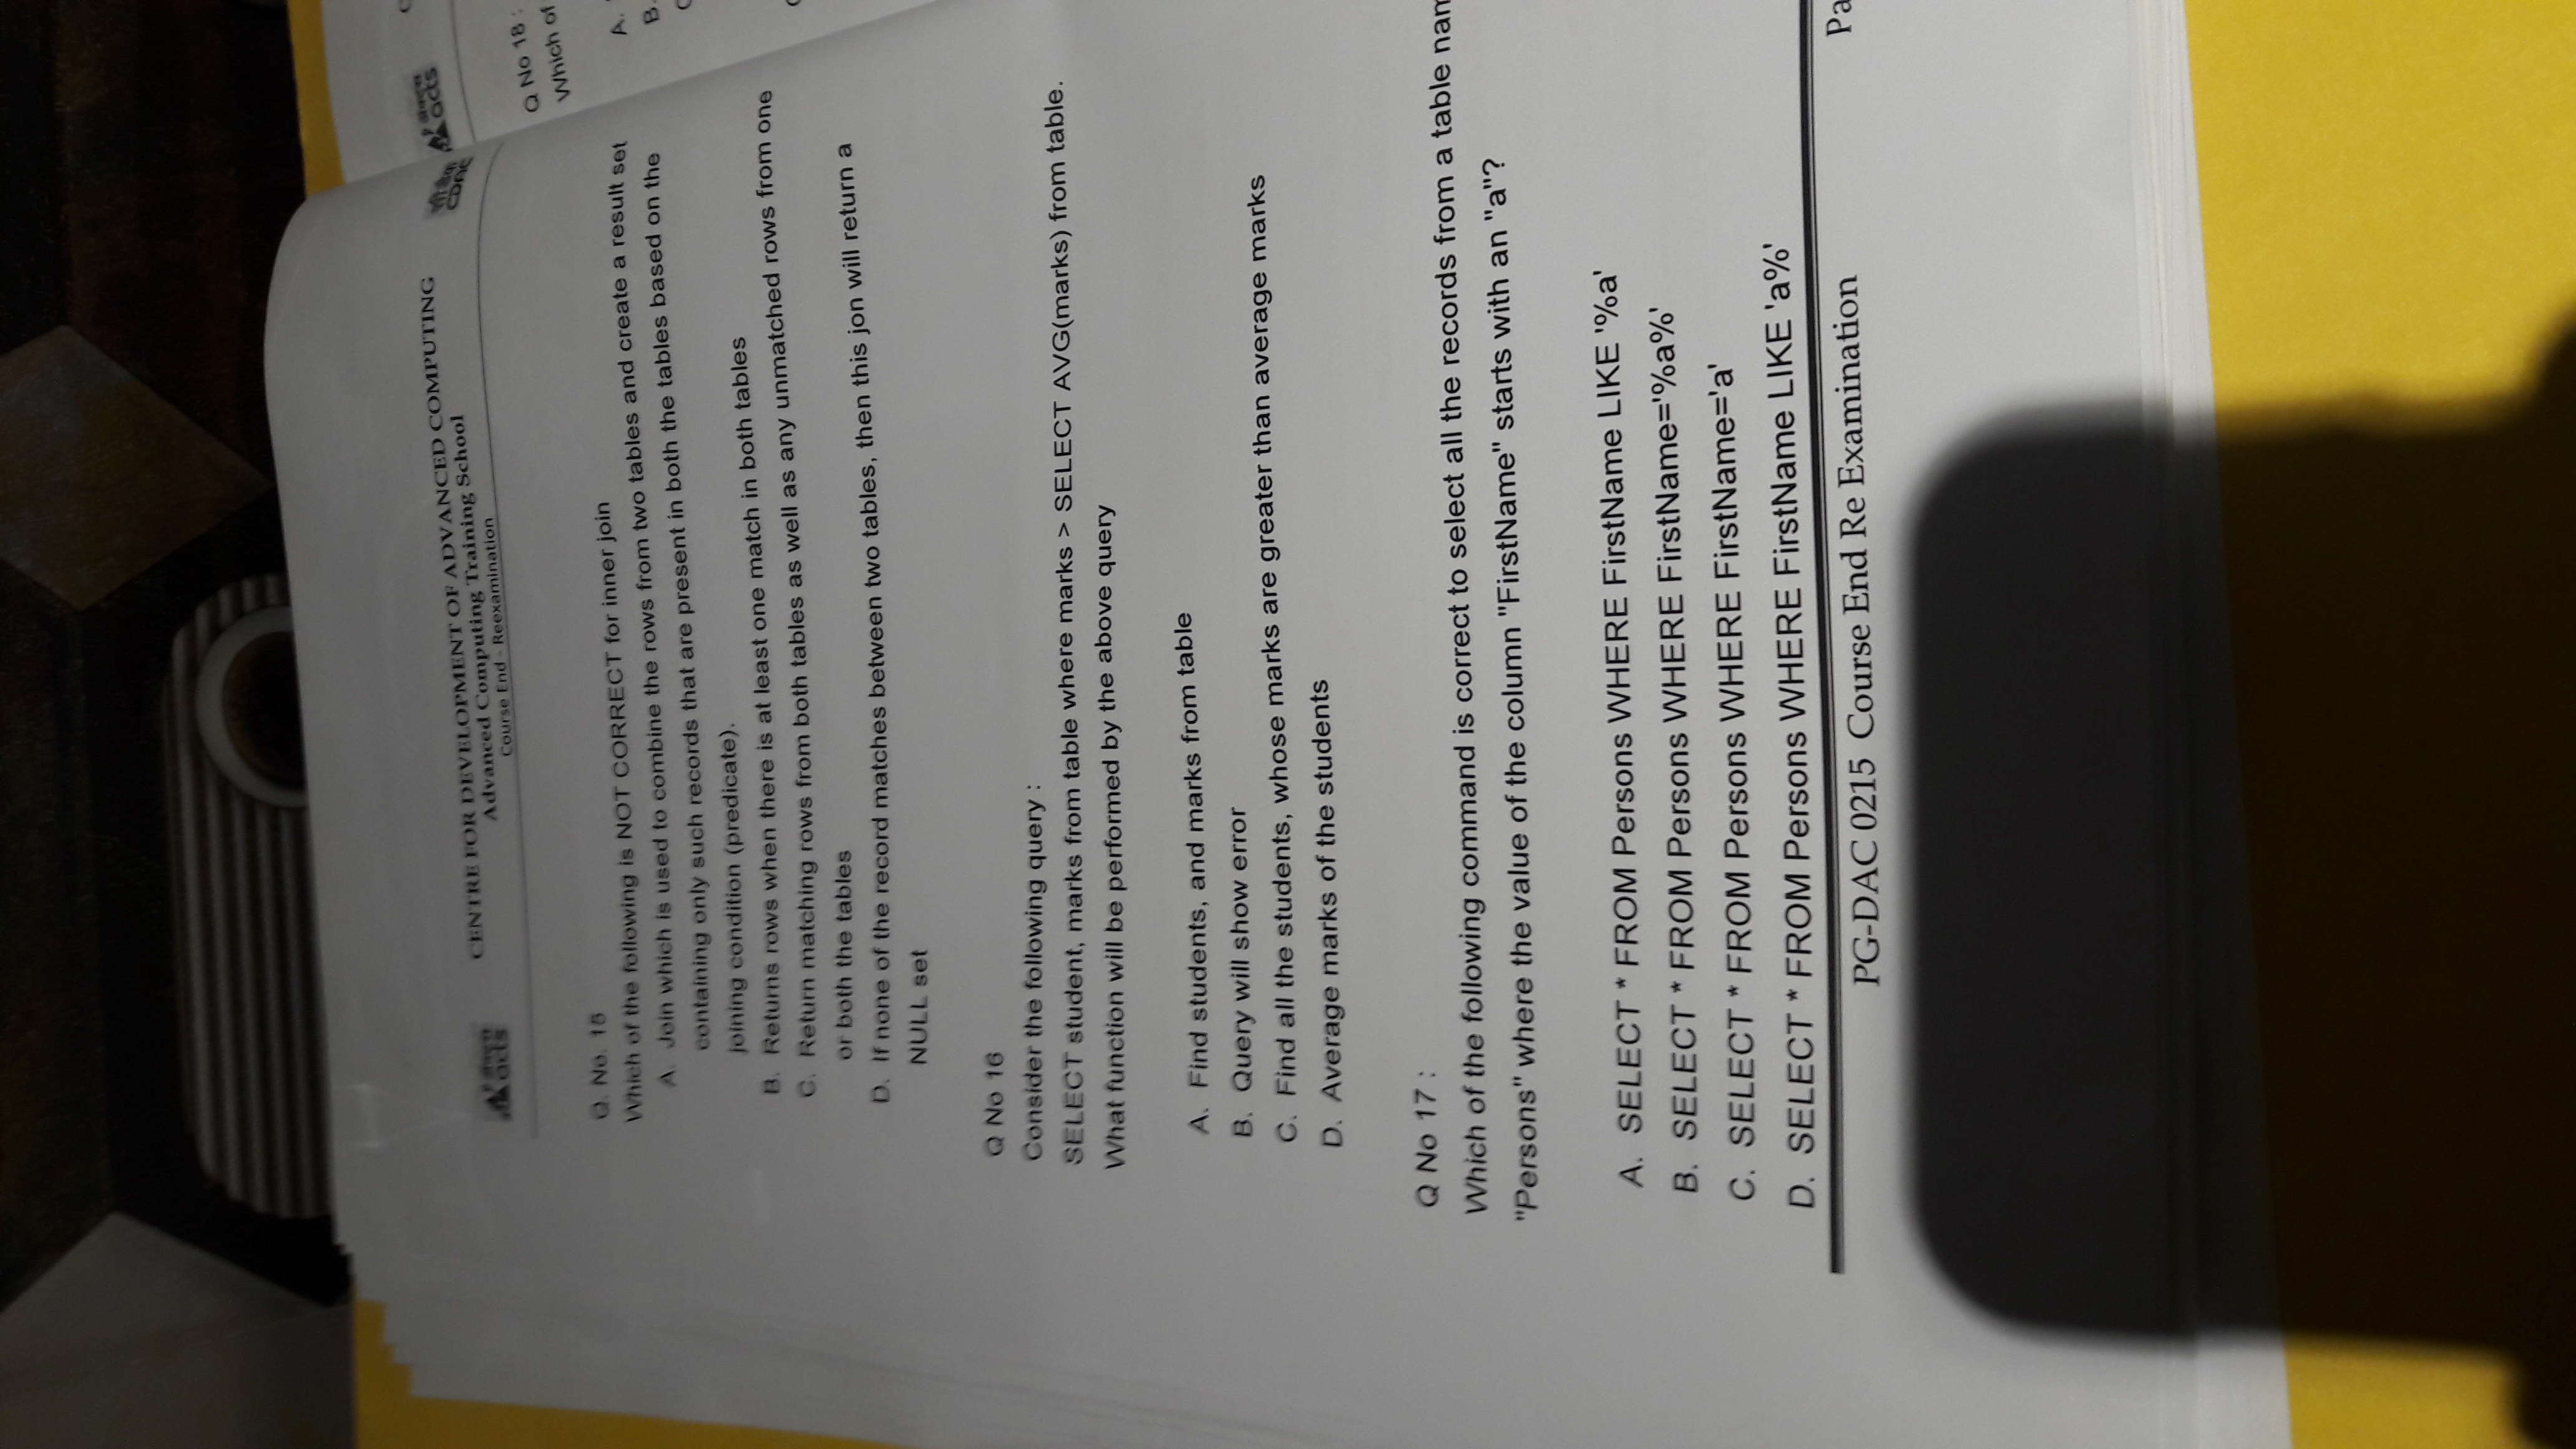 acts
CENTRE FOR DEVELOPMENT OF ADVANCED COMPUTING
Advanced Computing Training School
Course End - Reexamination
CDAC
Q. No. 15
Which of the following is NOT CORRECT for inner join
A. Join which is used to combine the rows from two tables and create a result set
containing only such records that are present in both the tables based on the
joining condition (predicate).
B. Returns rows when there is at least one match in both tables
C. Return matching rows from both tables as well as any unmatched rows from one
or both the tables
D. If none of the record matches between two tables, then this jon will return a
NULL set
Q No 16
Consider the following query :
SELECT student, marks from table where marks > SELECT AVG(marks) from table.
What function will be performed by the above query
A. Find students, and marks from table
B. Query will show error
C. Find all the students, whose marks are greater than average marks
D. Average marks of the students
Q No 17 :
Which of the following command is correct to select all the records from a table nam
"Persons" where the value of the column "FirstName" starts with an "a"?
A. SELECT * FROM Persons WHERE FirstName LIKE '%a'
B. SELECT * FROM Persons WHERE FirstName='%a%'
C. SELECT * FROM Persons WHERE FirstName='a'
D. SELECT * FROM Persons WHERE FirstName LIKE 'a%'
PG-DAC 0215 Course End Re Examination
Pa
acts
Q No 18 :
Which of
A.
B.